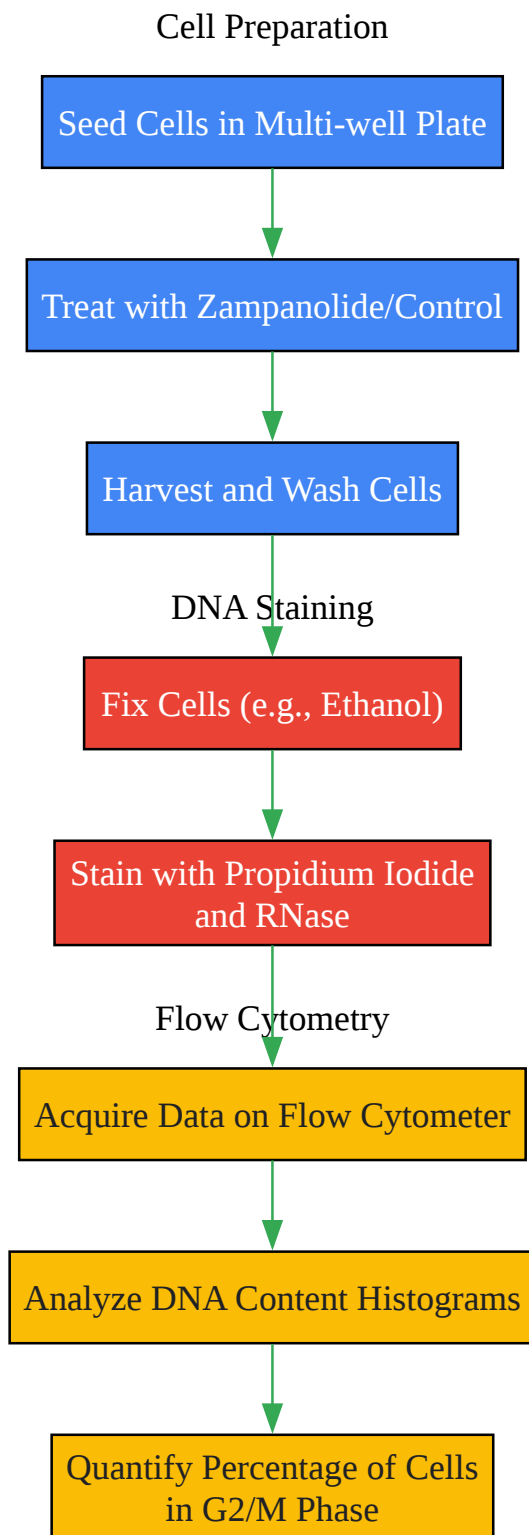 Cell Preparation
Seed Cells in Multi-well Plate
Treat with Zampanolide/Control
Harvest and Wash Cells
DNA Staining
Fix Cells (e.g., Ethanol)
Stain with Propidium Iodide
and RNase
Flow Cytometry
Acquire Data on Flow Cytometer
Analyze DNA Content Histograms
Quantify Percentage of Cells
in G2/M Phase